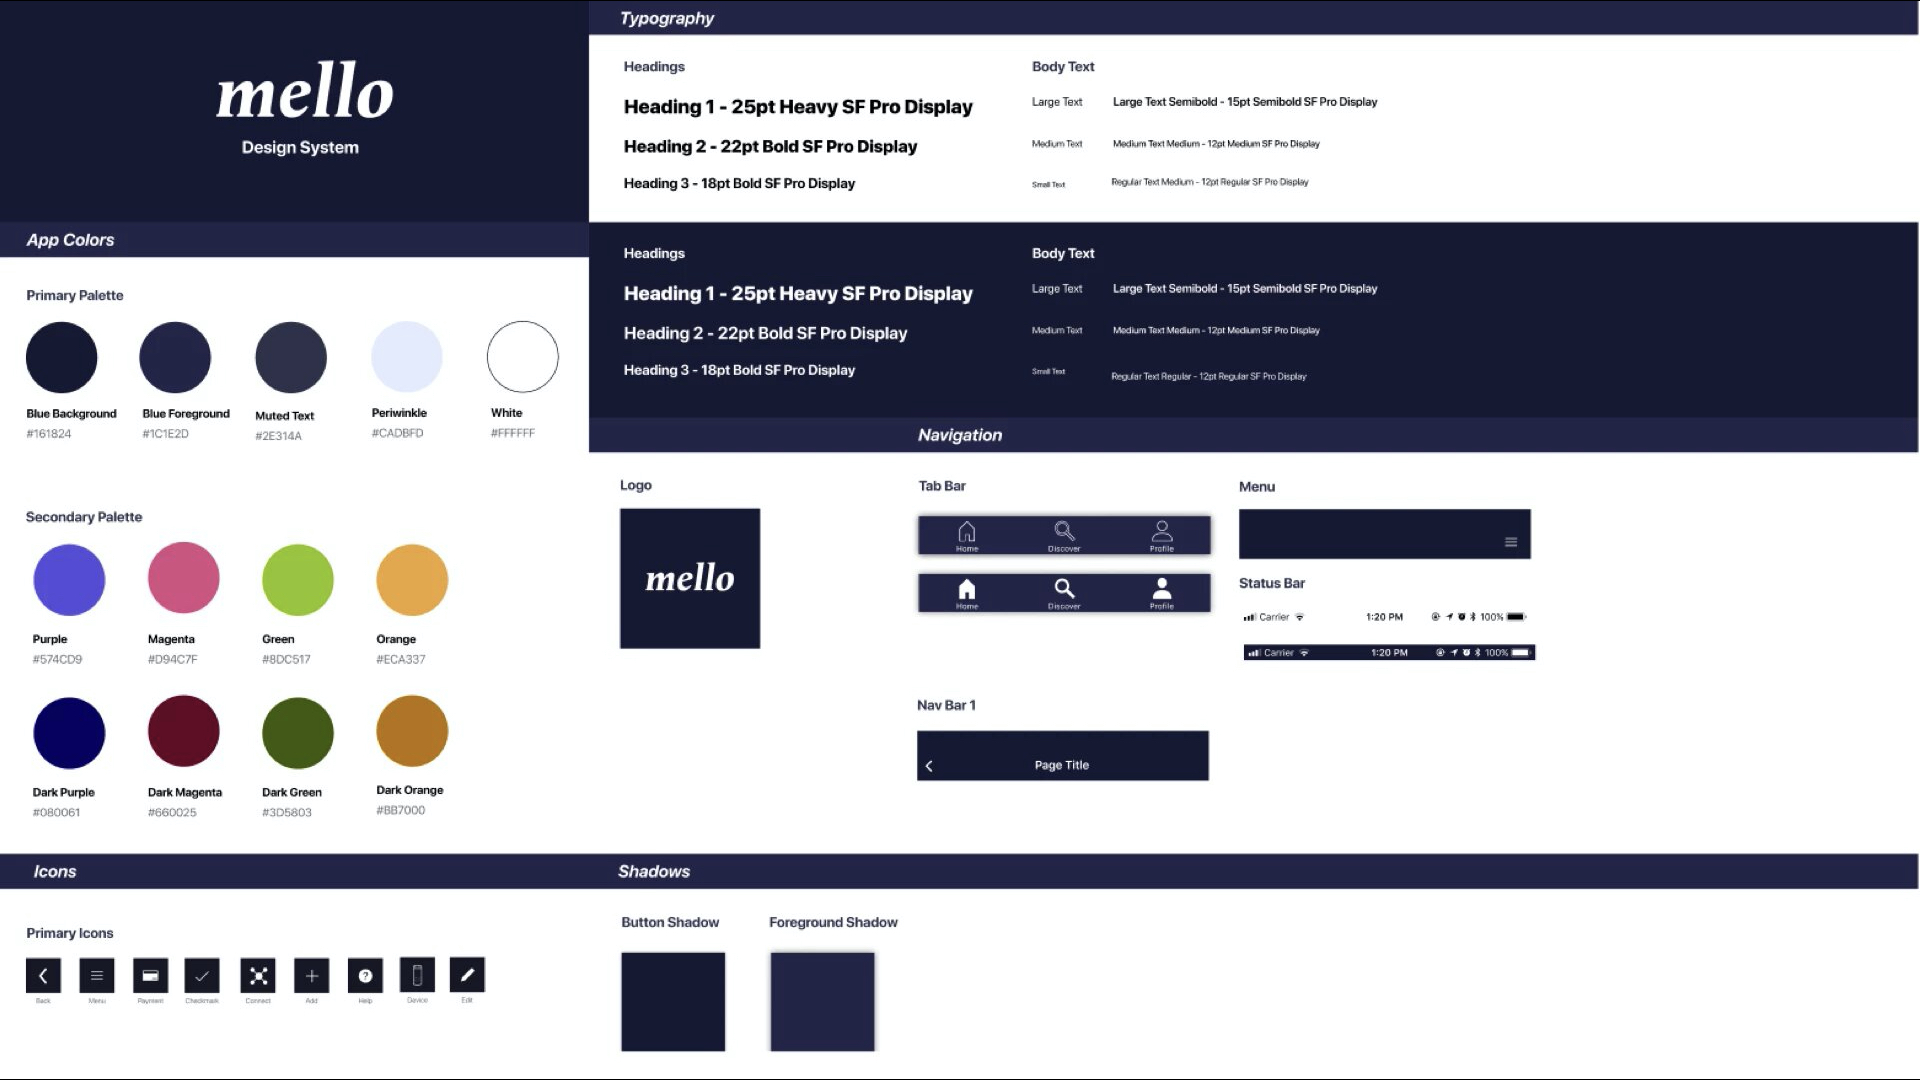 mello
Design System
App Colors
Primary Palette
Blue Background
#161824
Blue Foreground
#1C1E2D
Muted Text
#2E314A
Periwinkle
#CADBFD
White
#FFFFFF
Secondary Palette
Purple
#574CD9
Magenta
#D94C7F
Green
#8DC517
Orange
#ECA337
Dark Purple
#080061
Dark Magenta
#660025
Dark Green
#3D5803
Dark Orange
#BB7000
Typography
Headings
Heading 1 - 25pt Heavy SF Pro Display
Heading 2 - 22pt Bold SF Pro Display
Heading 3 - 18pt Bold SF Pro Display
Body Text
Large Text Large Text Semibold - 15pt Semibold SF Pro Display
Medium Text Medium Text Medium - 12pt Medium SF Pro Display
Small Text Regular Text Medium - 12pt Regular SF Pro Display
Headings
Heading 1 - 25pt Heavy SF Pro Display
Heading 2 - 22pt Bold SF Pro Display
Heading 3 - 18pt Bold SF Pro Display
Body Text
Large Text Large Text Semibold - 15pt Semibold SF Pro Display
Medium Text Medium Text Medium - 12pt Medium SF Pro Display
Small Text Regular Text Regular - 12pt Regular SF Pro Display
Navigation
Logo
mello
Tab Bar
Home Discover Profile
Home Discover Profile
Menu
Status Bar
Carrier 1:20 PM 100%
Carrier 1:20 PM 100%
Nav Bar 1
Page Title
Icons
Primary Icons
Back Menu Payment Checkmark Connect Add Help Device Edit
Shadows
Button Shadow
Foreground Shadow